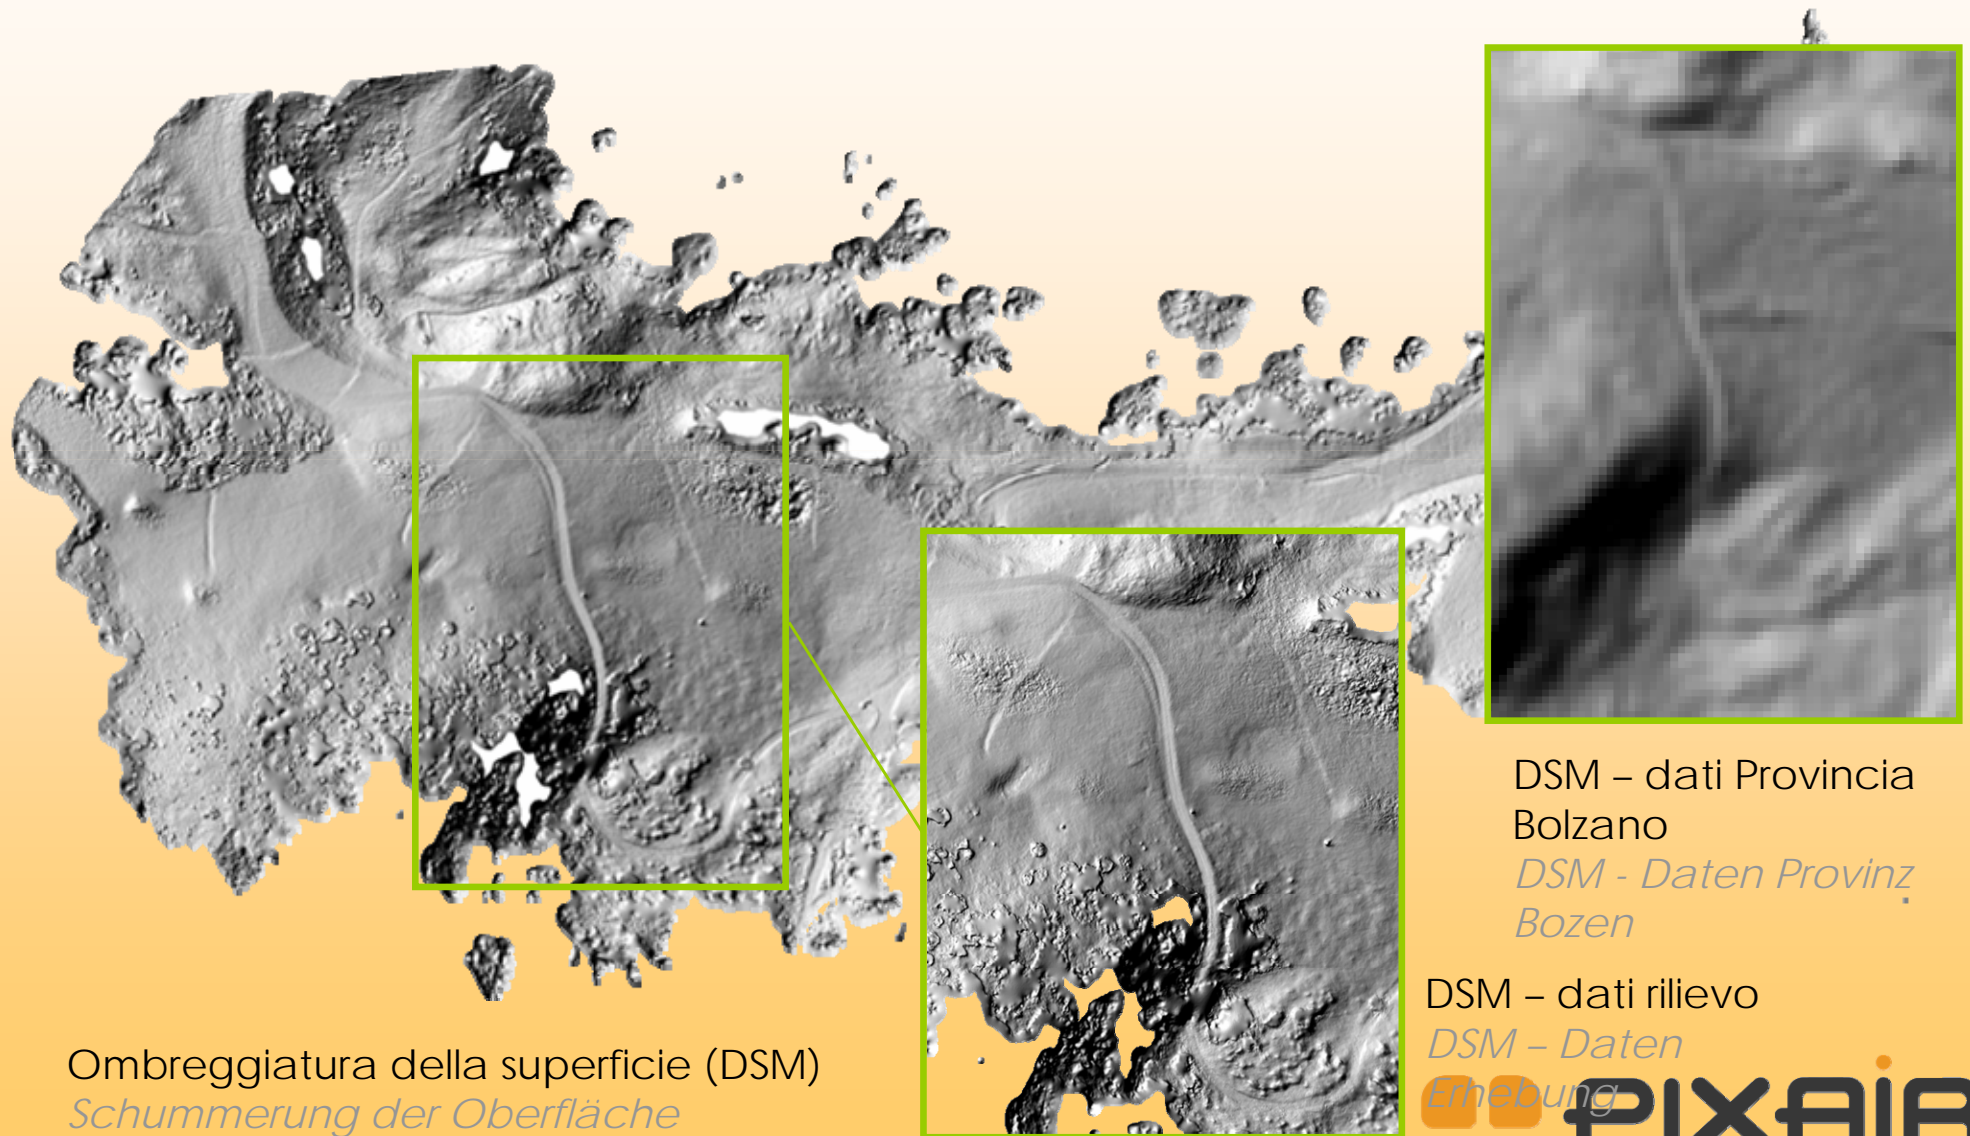 DSM – dati Provincia
Bolzano
DSM - Daten Provinz
Bozen
DSM – dati rilievo
DSM – Daten
Erhebung
Ombreggiatura della superficie (DSM)
Schummerung der Oberfläche
PIXAIR